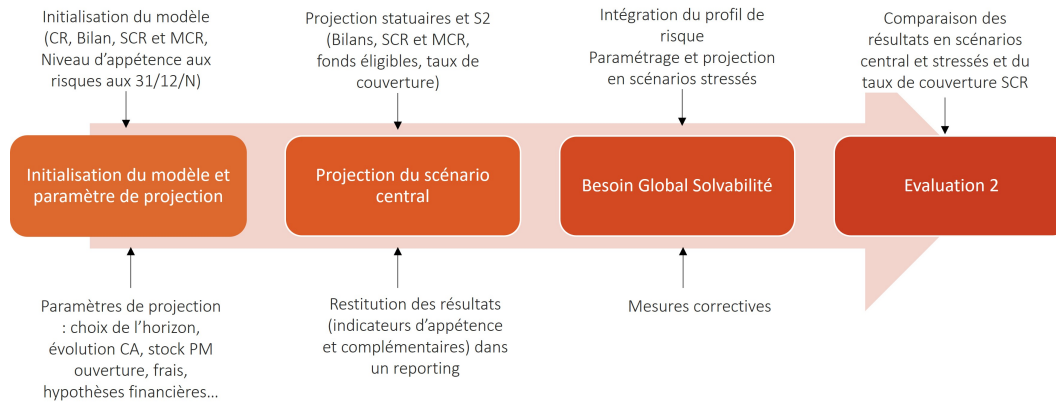 Initialisation du modèle
(CR, Bilan, SCR et MCR,
Niveau d'appétence aux
risques aux 31/12/N)
Projection statuaires et S2
(Bilans, SCR et MCR,
fonds éligibles, taux de
couverture)
Intégration du profil de
risque
Paramétrage et projection
en scénarios stressés
Comparaison des
résultats en scénarios
central et stressés et du
taux de couverture SCR
Initialisation du modèle et
paramètre de projection
Projection du scénario
central
Besoin Global Solvabilité
Evaluation 2
Paramètres de projection
: choix de l'horizon,
évolution CA, stock PM
ouverture, frais,
hypothèses financières...
Restitution des résultats
(indicateurs d'appétence
et complémentaires) dans
un reporting
Mesures correctives